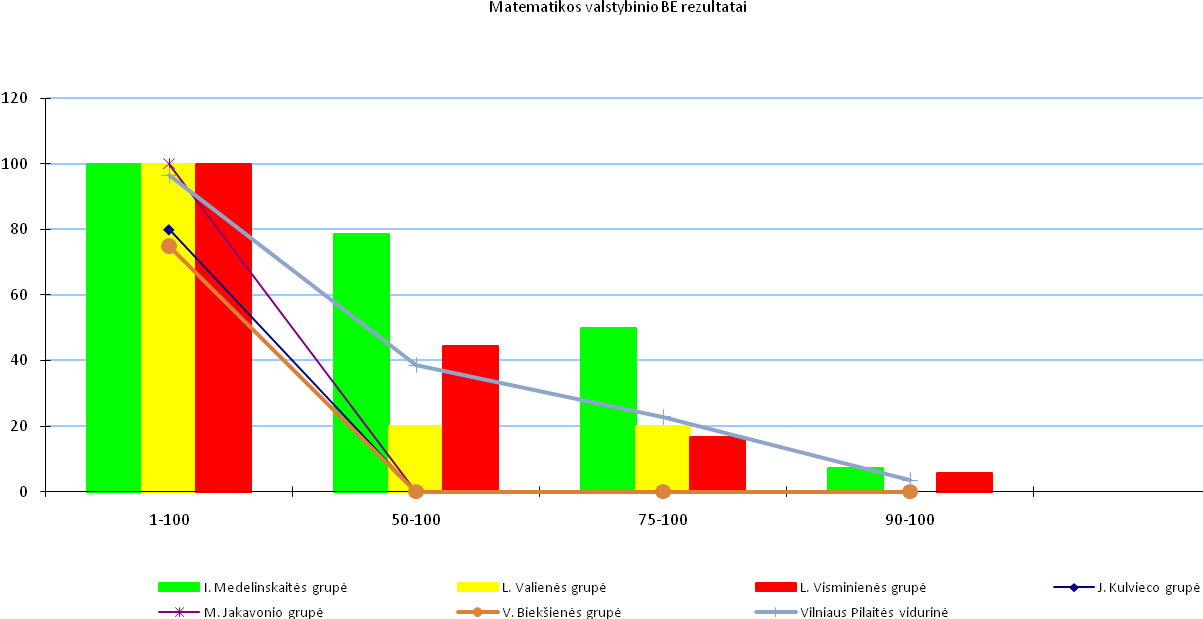 Matematikos valstybinio BE rezultatai
120
100
80
60
40
20
0
1-100 50-100 75-100 90-100
I. Medelinskaitės grupė L. Valienės grupė L. Visminienės grupė J. Kulvieco grupė
M. Jakavonio grupė V. Biekšienės grupė Vilniaus Pilaitės vidurinė